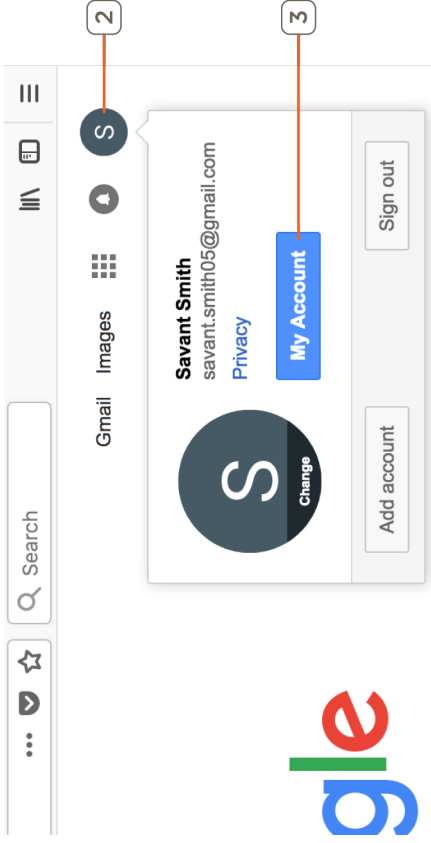 Search
Gmail Images
S
2
Savant Smith
savant.smith05@gmail.com
Privacy
S
Change
My Account
3
Add account
Sign out
gle